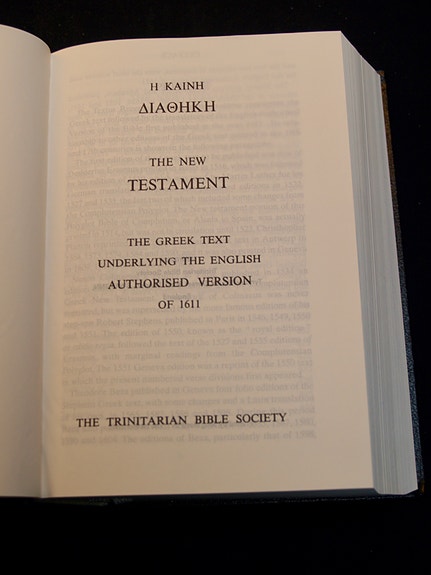 Η ΚΑΙΝΗ
ΔΙΑΘΗΚΗ
THE NEW
TESTAMENT
THE GREEK TEXT
UNDERLYING THE ENGLISH
AUTHORISED VERSION
OF 1611
THE TRINITARIAN BIBLE SOCIETY